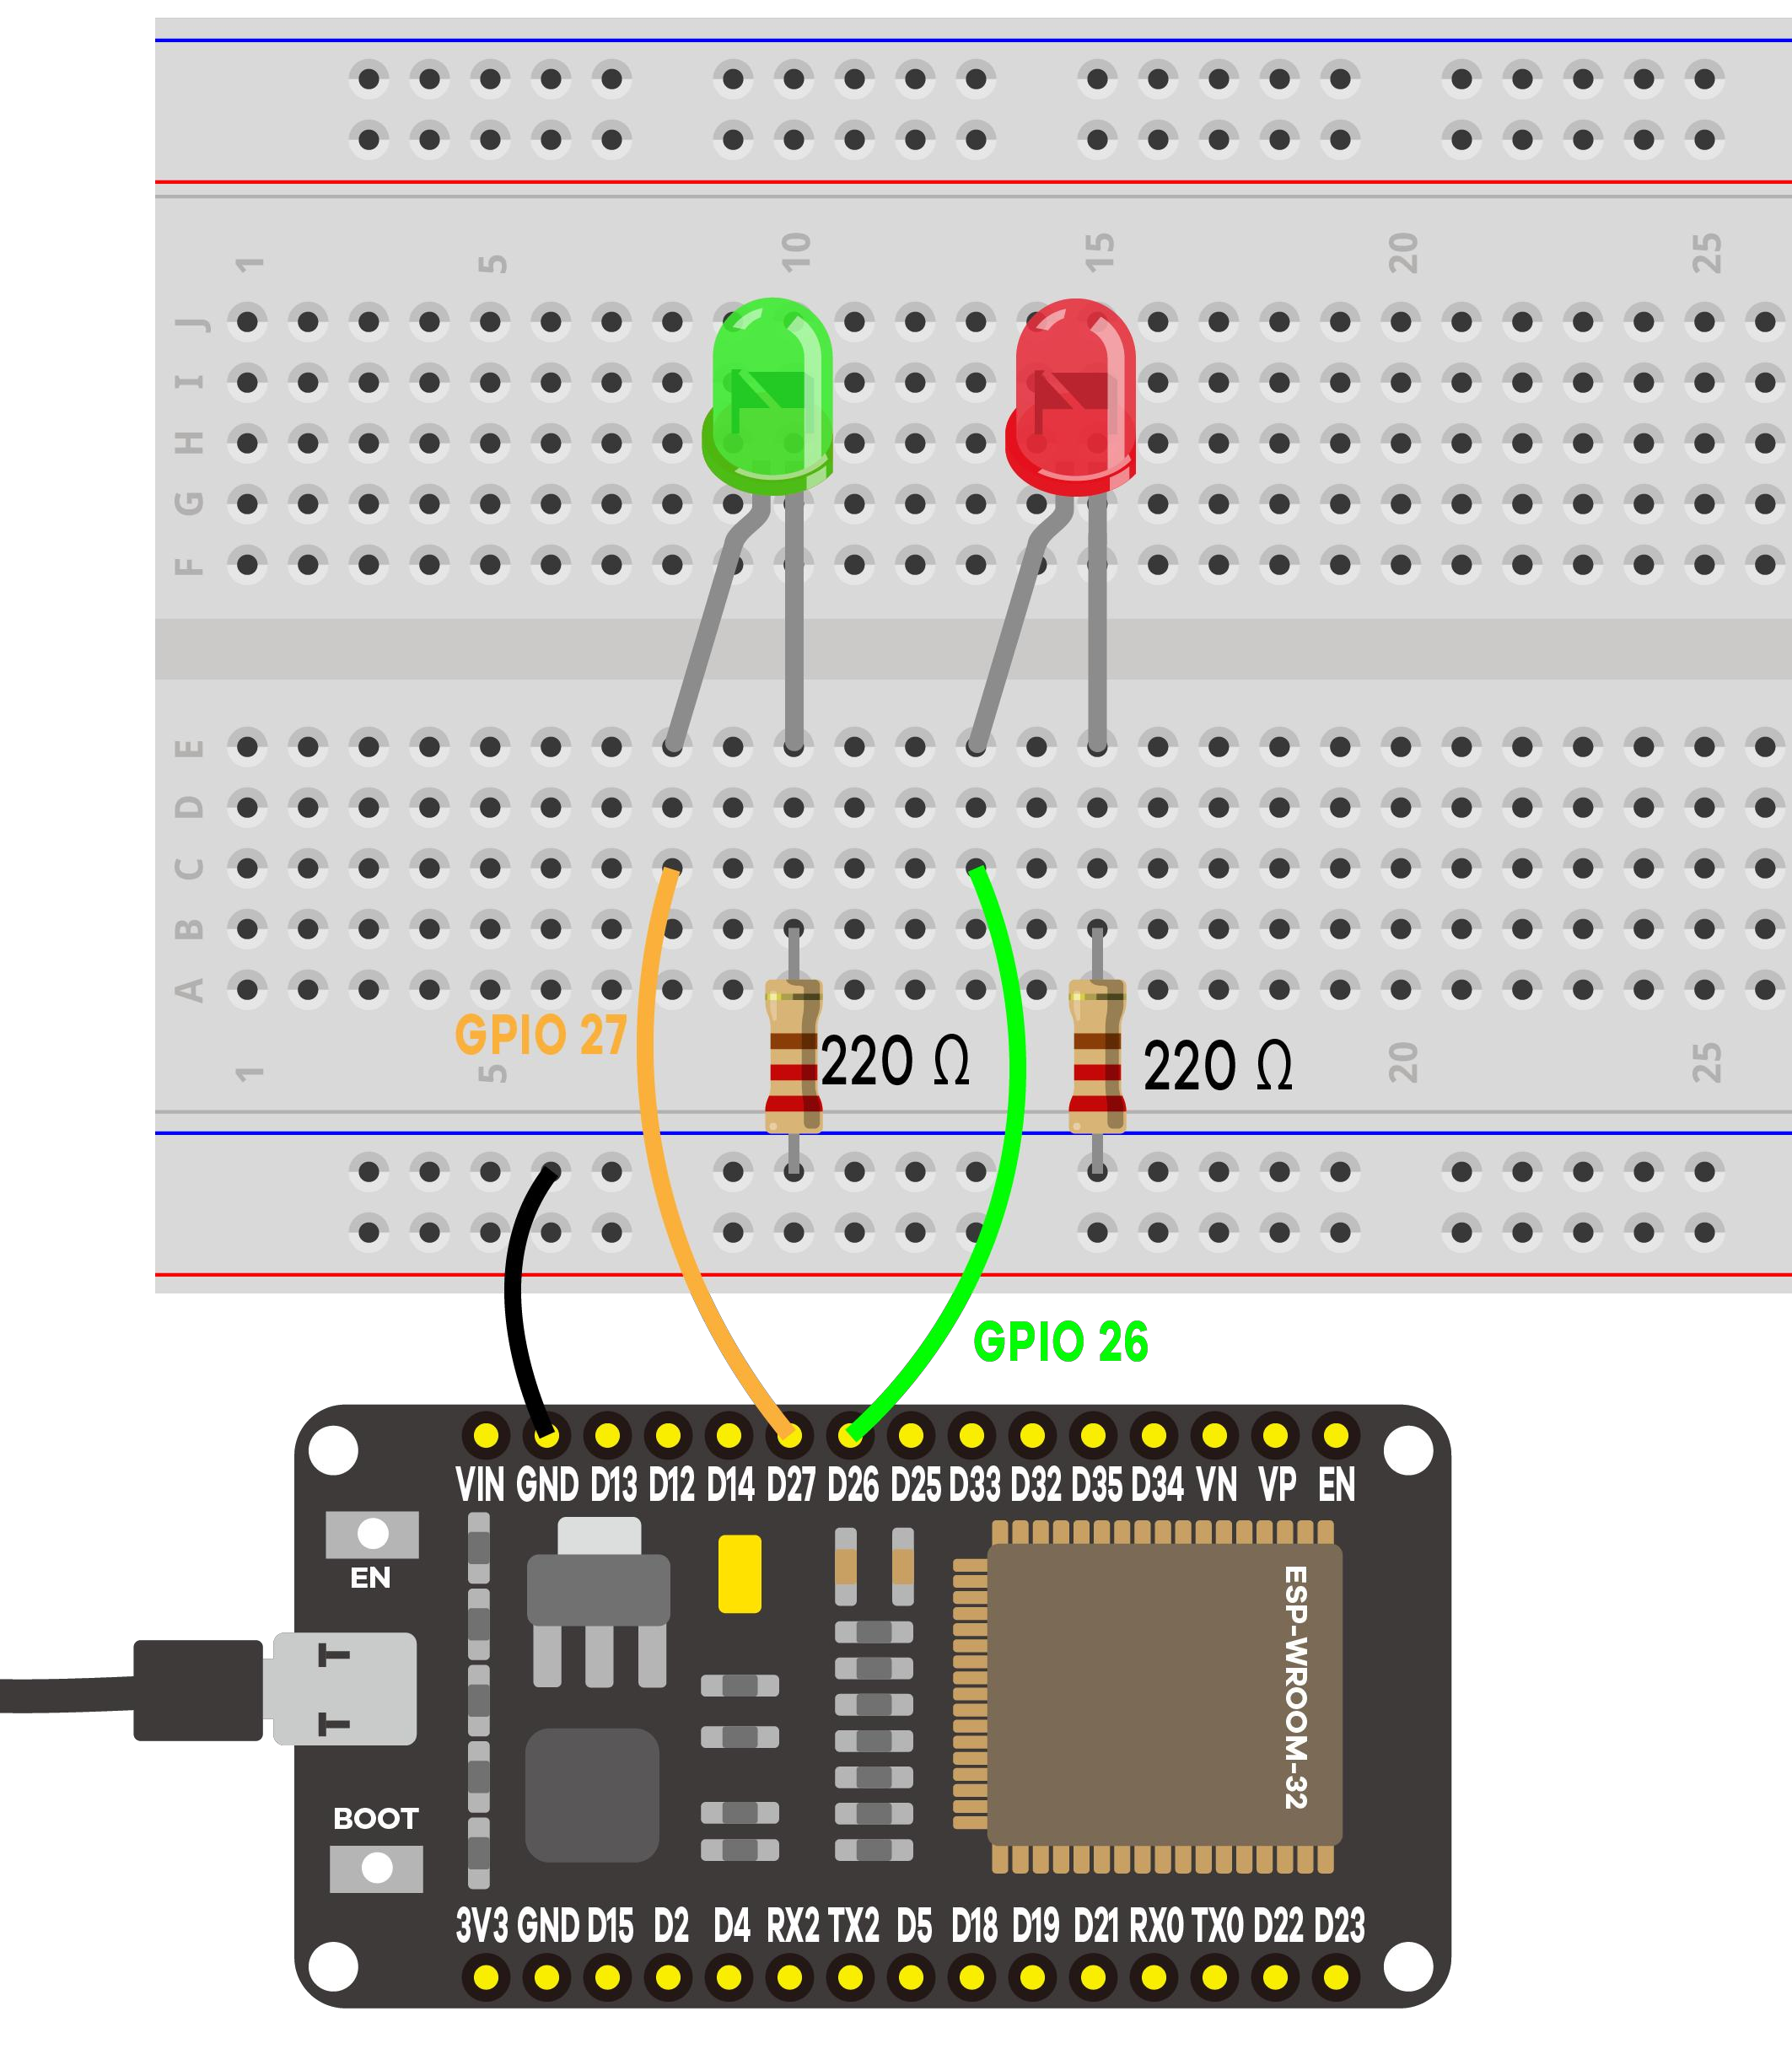 1 5 10 15 20 25
J
I
H
G
F
E
D
C
B
A
GPIO 27
220 Ω
220 Ω
1 5 20 25
GPIO 26
VIN GND D13 D12 D14 D27 D26 D25 D33 D32 D35 D34 VN VP EN
EN
ESP-WROOM-32
BOOT
3V3 GND D15 D2 D4 RX2 TX2 D5 D18 D19 D21 RX0 TX0 D22 D23